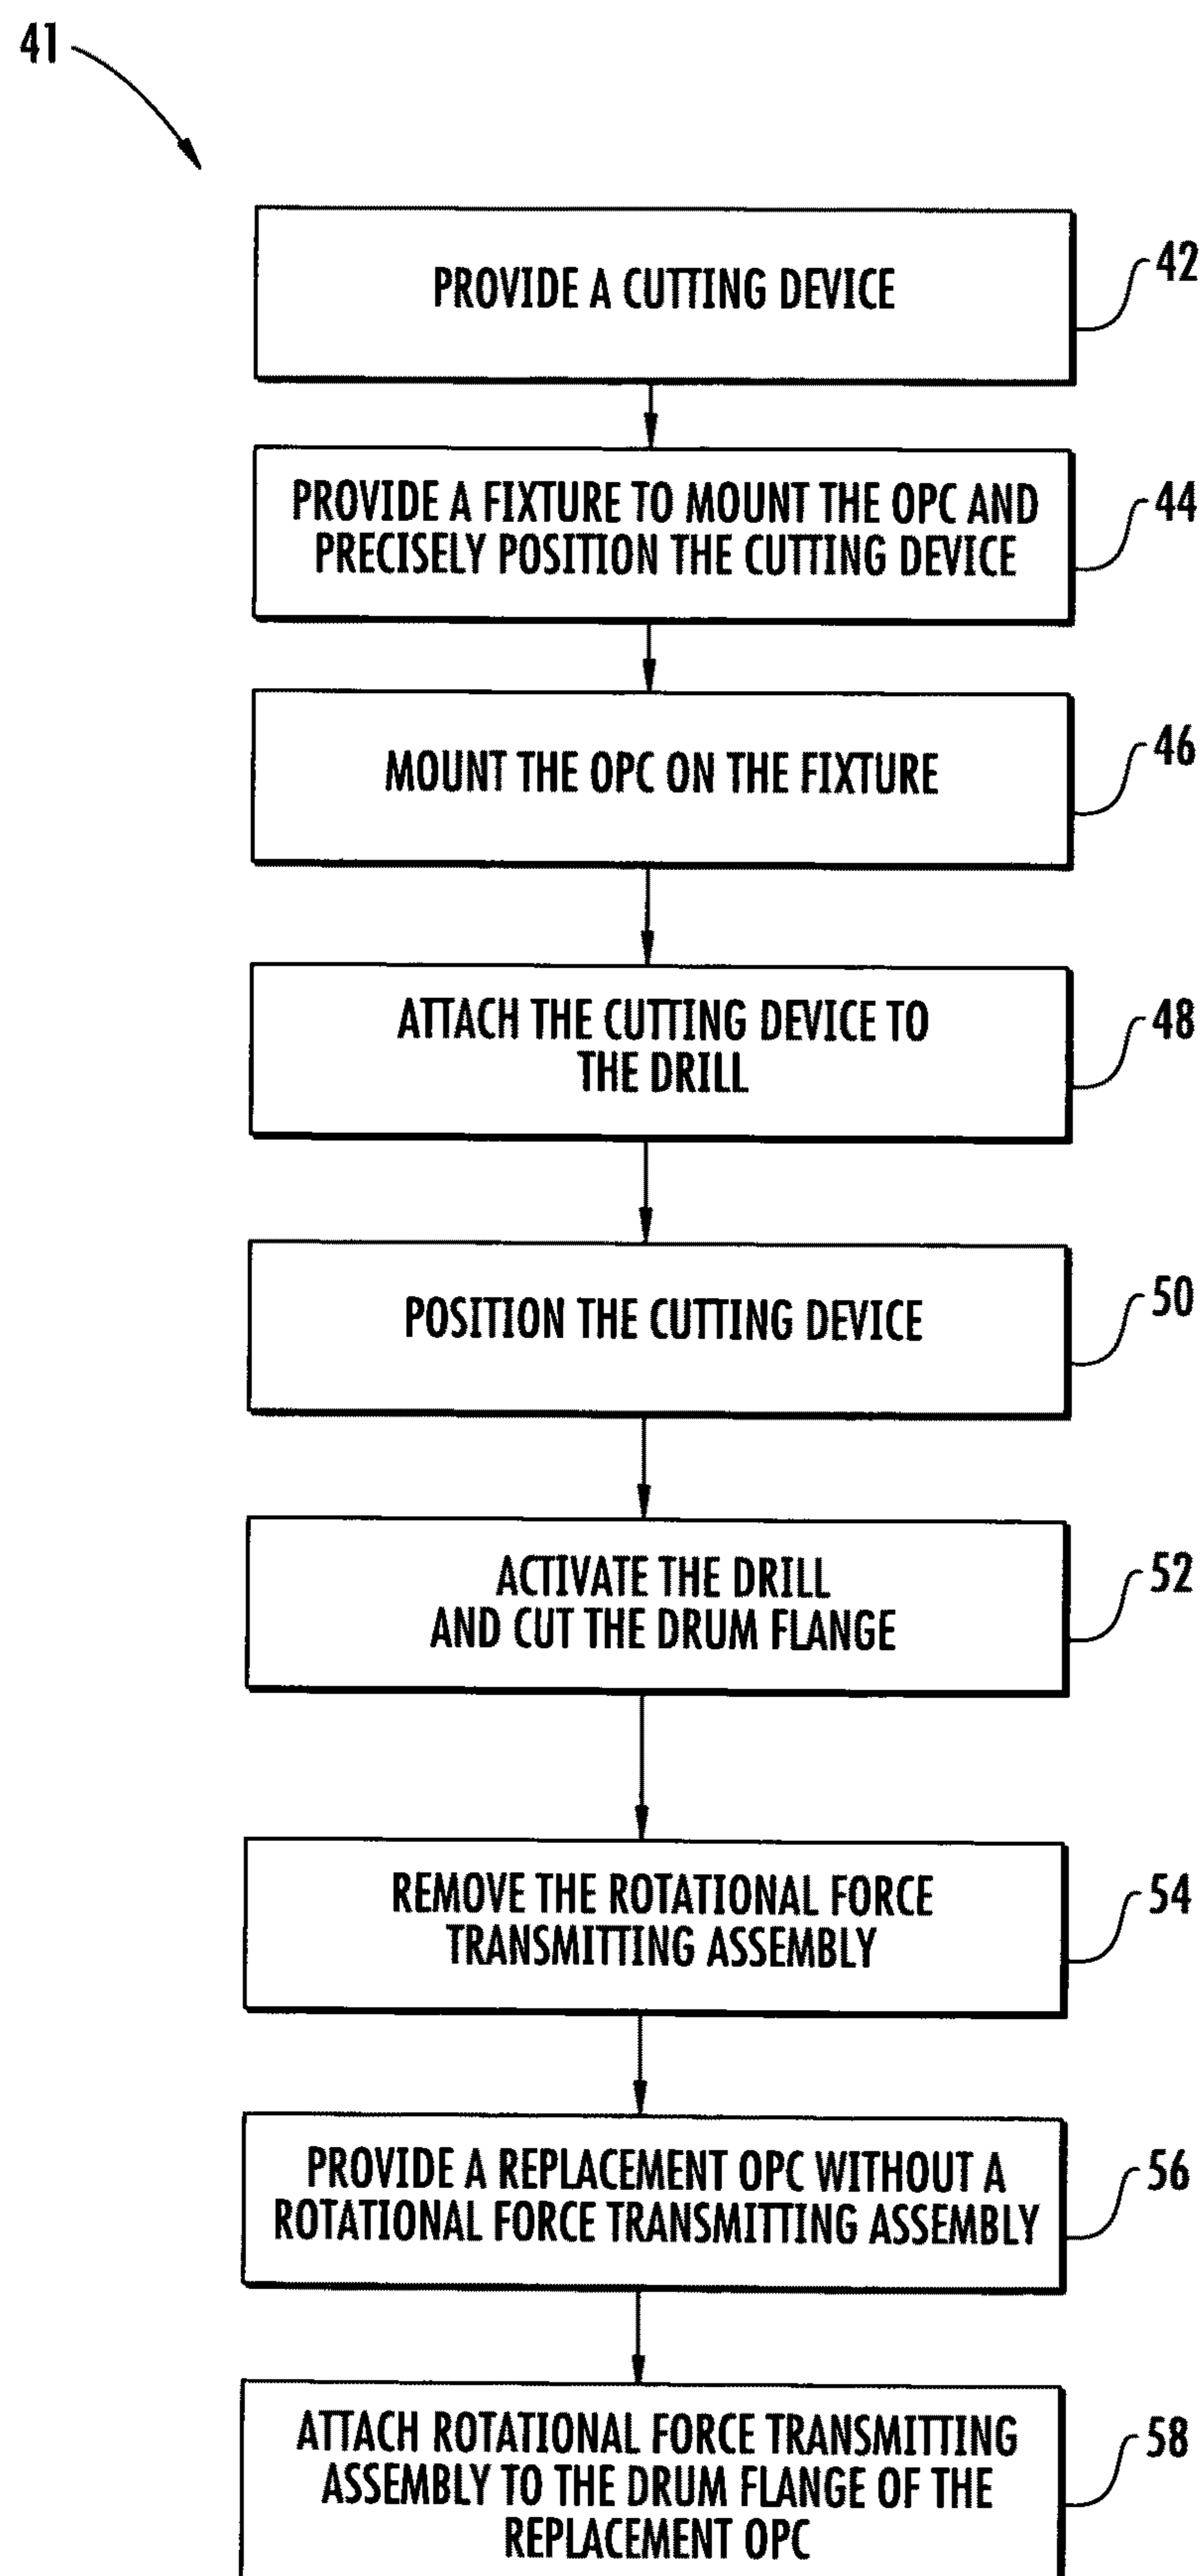 41
PROVIDE A CUTTING DEVICE
42
PROVIDE A FIXTURE TO MOUNT THE OPC AND
PRECISELY POSITION THE CUTTING DEVICE
44
MOUNT THE OPC ON THE FIXTURE
46
ATTACH THE CUTTING DEVICE TO
THE DRILL
48
POSITION THE CUTTING DEVICE
50
ACTIVATE THE DRILL
AND CUT THE DRUM FLANGE
52
REMOVE THE ROTATIONAL FORCE
TRANSMITTING ASSEMBLY
54
PROVIDE A REPLACEMENT OPC WITHOUT A
ROTATIONAL FORCE TRANSMITTING ASSEMBLY
56
ATTACH ROTATIONAL FORCE TRANSMITTING
ASSEMBLY TO THE DRUM FLANGE OF THE
REPLACEMENT OPC
58